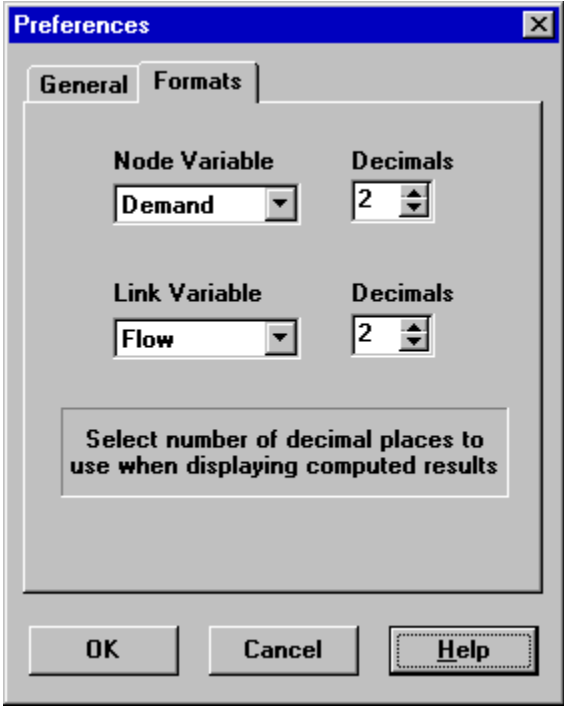 Preferences
General Formats
Node Variable Decimals
Demand 2
Link Variable Decimals
Flow 2
Select number of decimal places to
use when displaying computed results
OK Cancel Help